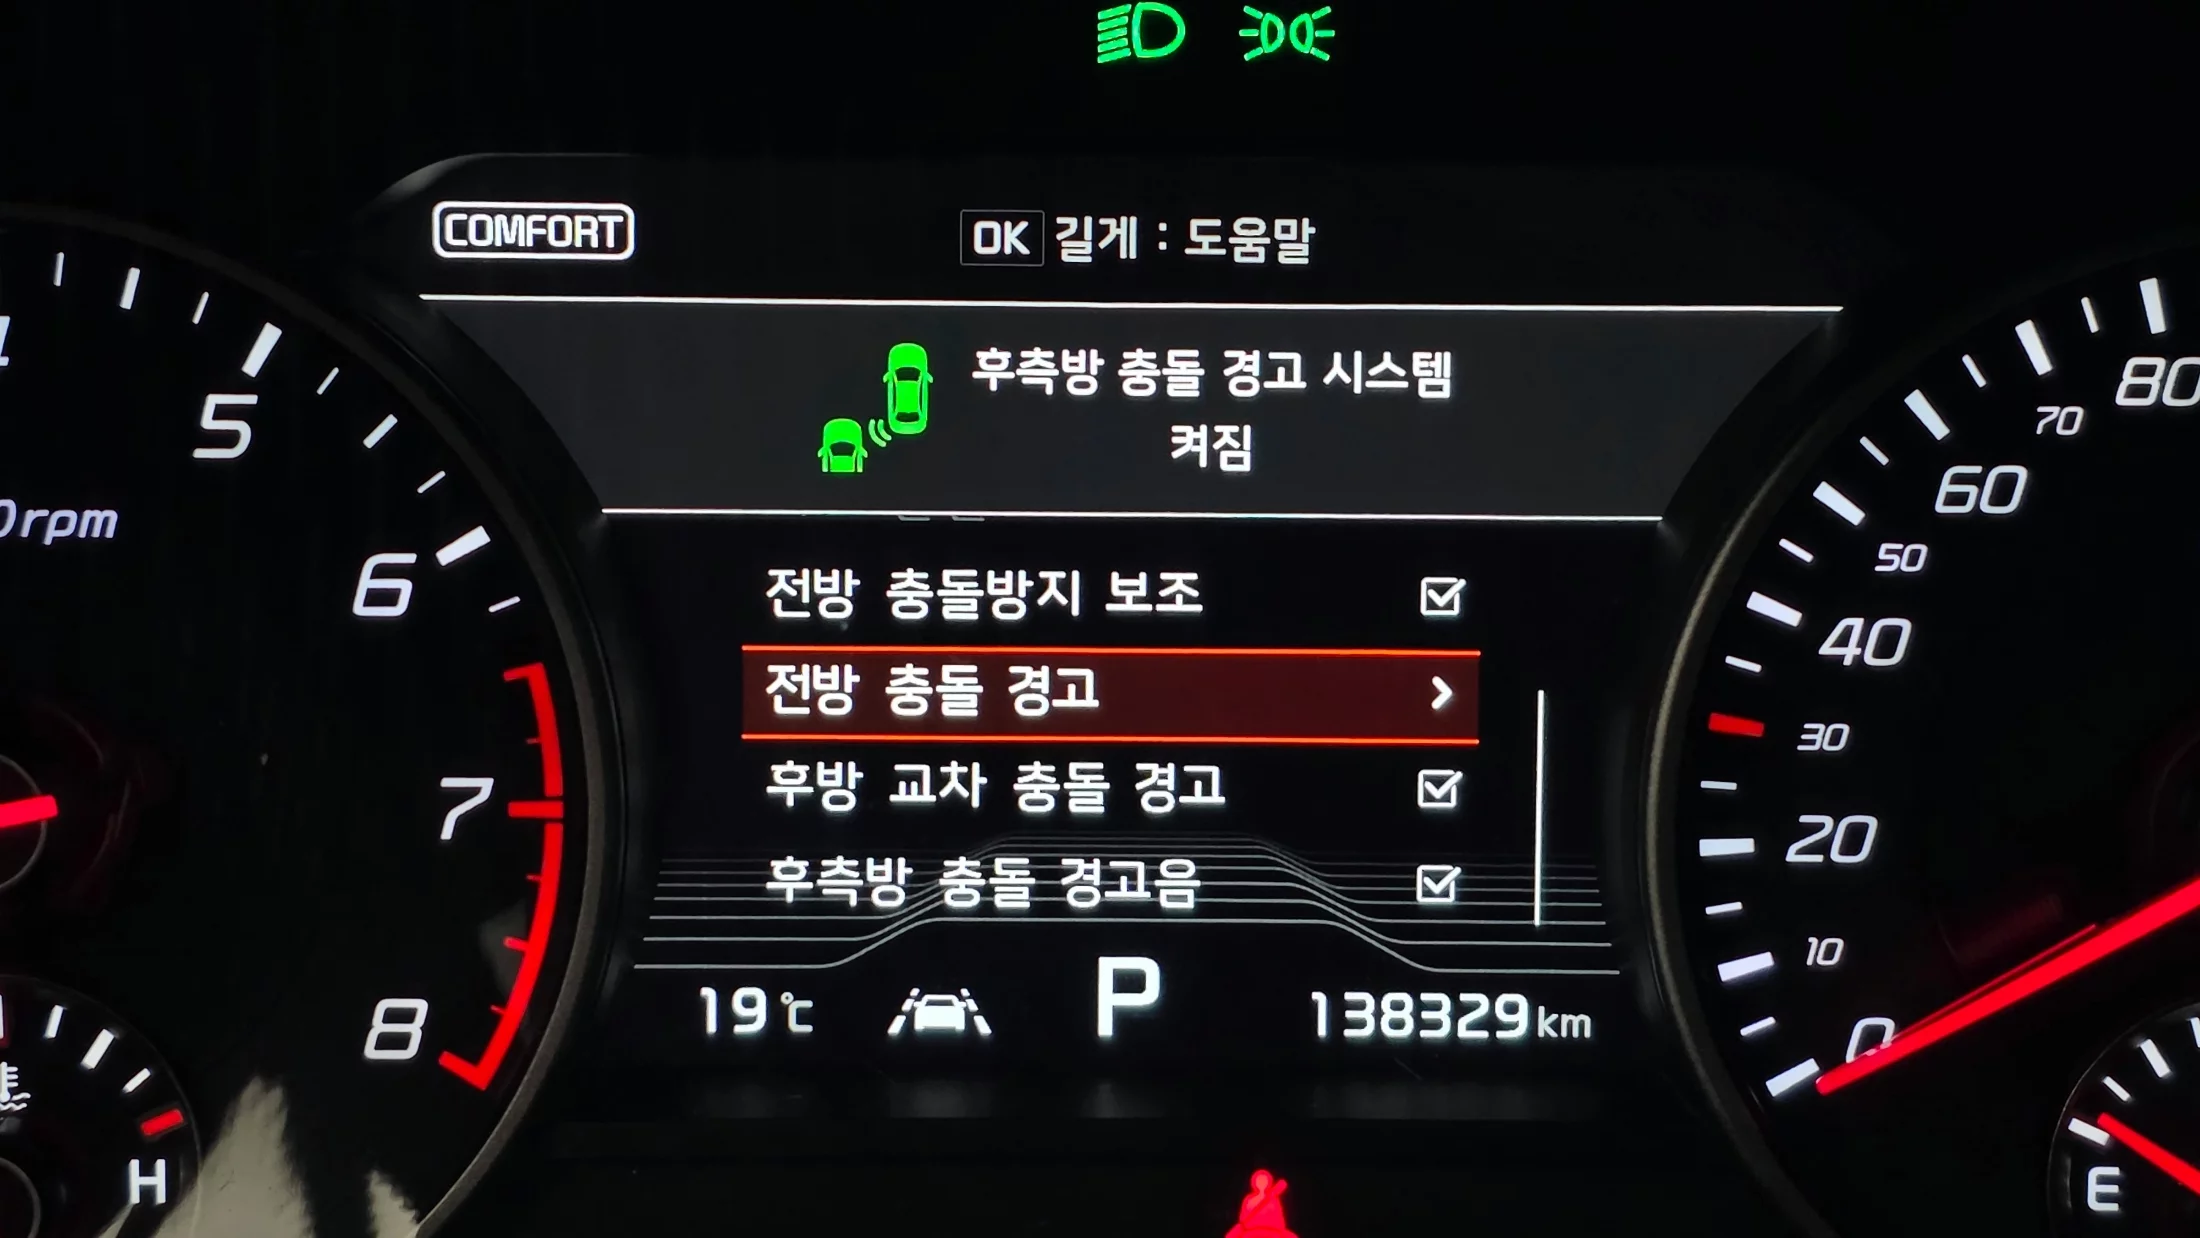 COMFORT
OK 길게 : 도움말
후측방 충돌 경고 시스템
켜짐
전방 충돌방지 보조
전방 충돌 경고
후방 교차 충돌 경고
후측방 충돌 경고음
19℃
P
138329km
5
6
7
8
rpm
H
80
70
60
50
40
30
20
10
0
E